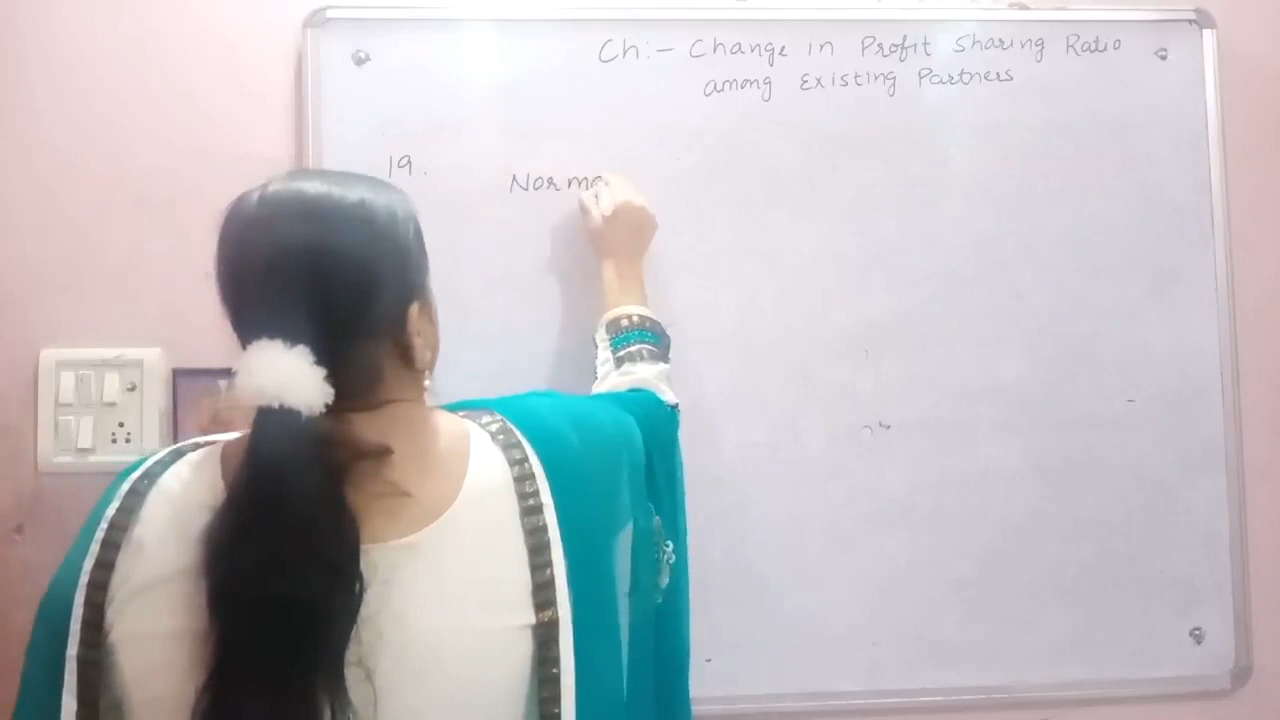 Ch:- Change in Profit Sharing Ratio
among Existing Partners
19.
Norma